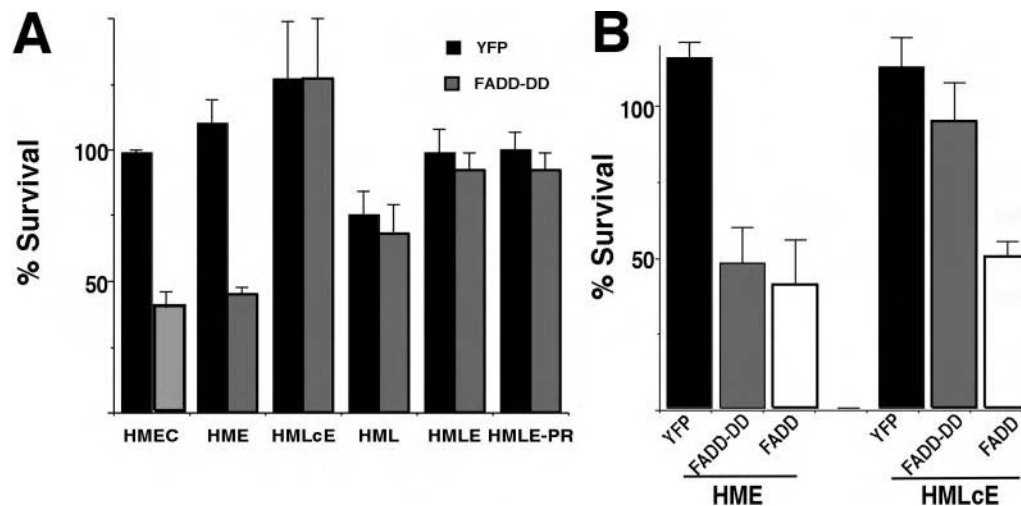 A
YFP
FADD-DD
% Survival
100
50
HMEC HME HMLcE HML HMLE HMLE-PR
B
% Survival
100
50
YFP FADD-DD FADD YFP FADD-DD FADD
HME HMLcE